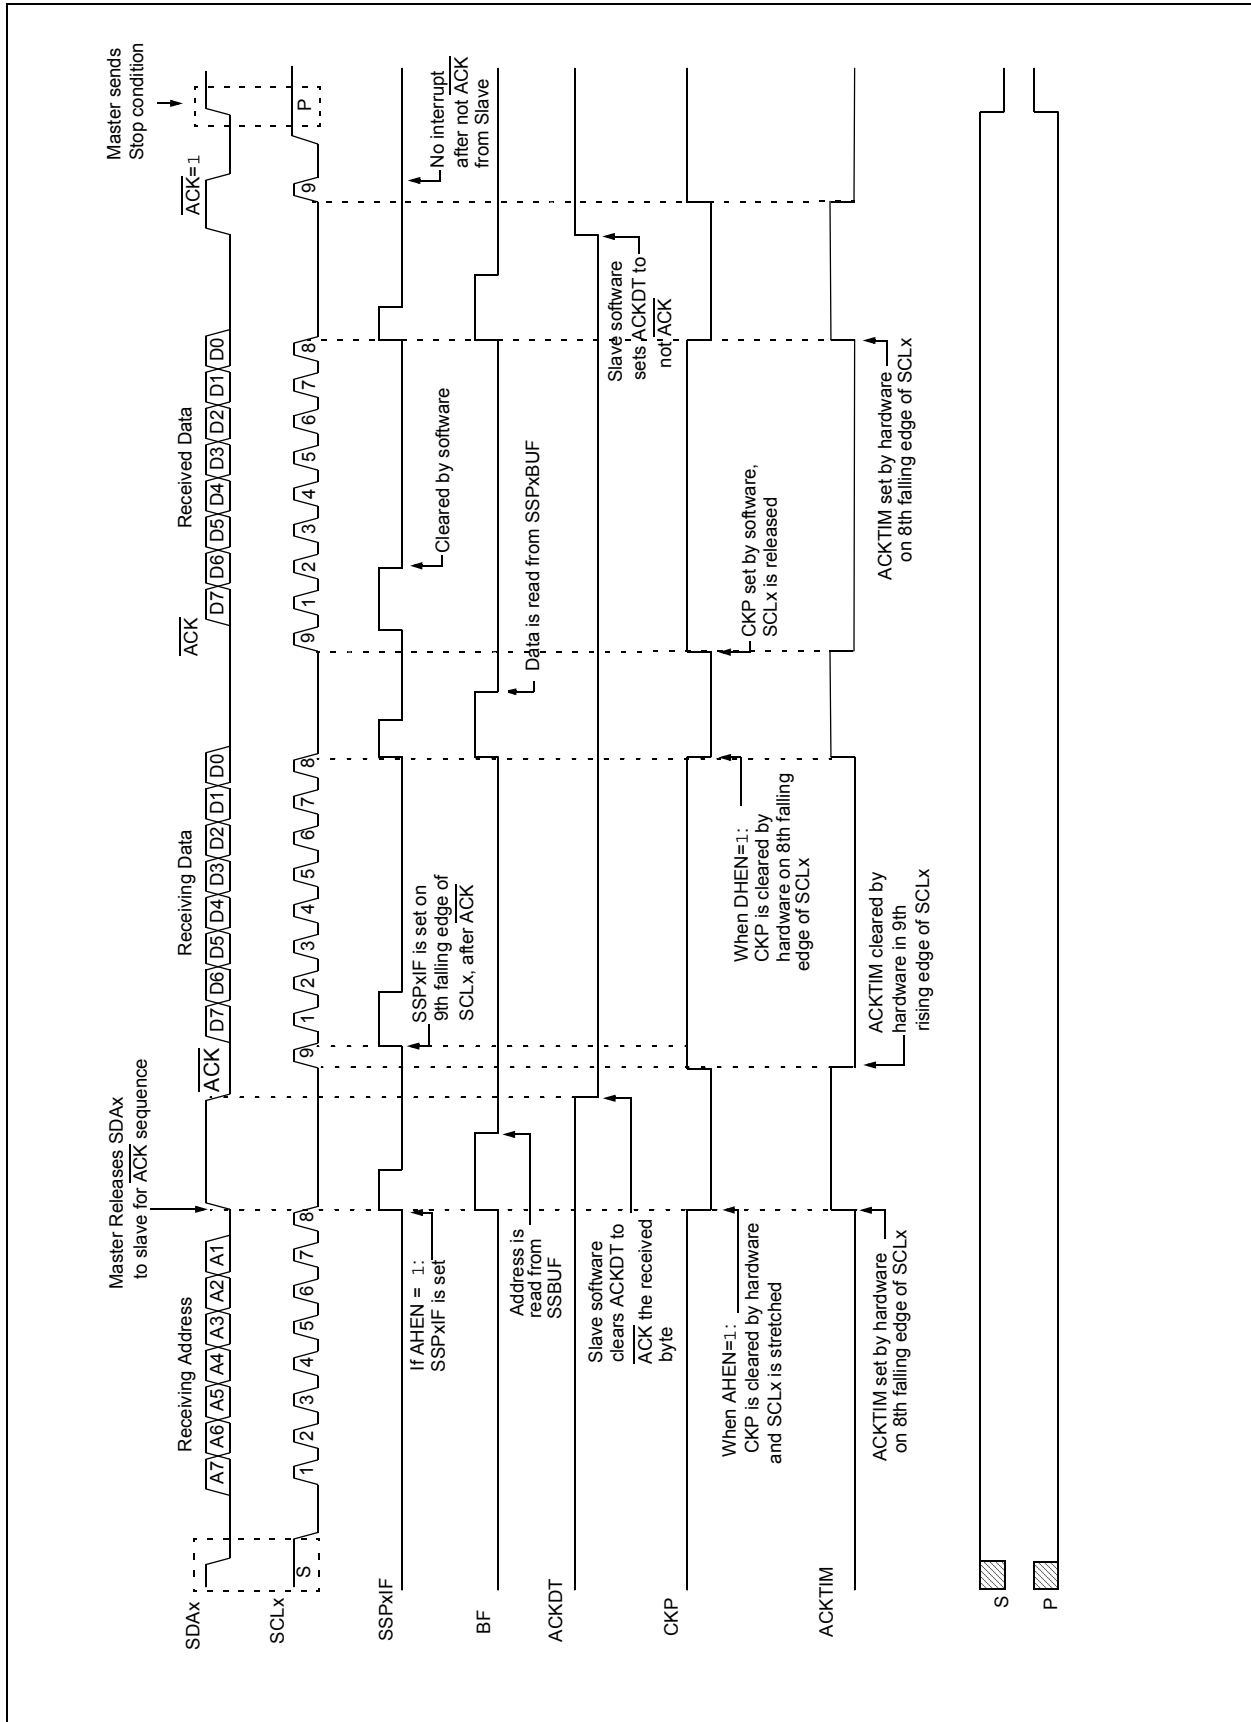 Master Releases SDAx
to slave for ACK sequence
Master sends
Stop condition
Receiving Address
Receiving Data
ACK
Received Data
ACK
ACK=1
SDAx
A7 A6 A5 A4 A3 A2 A1
D7 D6 D5 D4 D3 D2 D1 D0
D7 D6 D5 D4 D3 D2 D1 D0
SCLx
S
1 2 3 4 5 6 7 8 9
1 2 3 4 5 6 7 8 9
1 2 3 4 5 6 7 8 9
P
SSPxIF
If AHEN = 1:
SSPxIF is set
SSPxIF is set on
9th falling edge of
SCLx, after ACK
Cleared by software
No interrupt
after not ACK
from Slave
BF
Address is
read from
SSBUF
Data is read from SSPxBUF
ACKDT
Slave software
clears ACKDT to
ACK the received
byte
Slave software
sets ACKDT to
not ACK
CKP
When AHEN=1:
CKP is cleared by hardware
and SCLx is stretched
When DHEN=1:
CKP is cleared by
hardware on 8th falling
edge of SCLx
CKP set by software,
SCLx is released
ACKTIM
ACKTIM set by hardware
on 8th falling edge of SCLx
ACKTIM cleared by
hardware in 9th
rising edge of SCLx
ACKTIM set by hardware
on 8th falling edge of SCLx
S
P